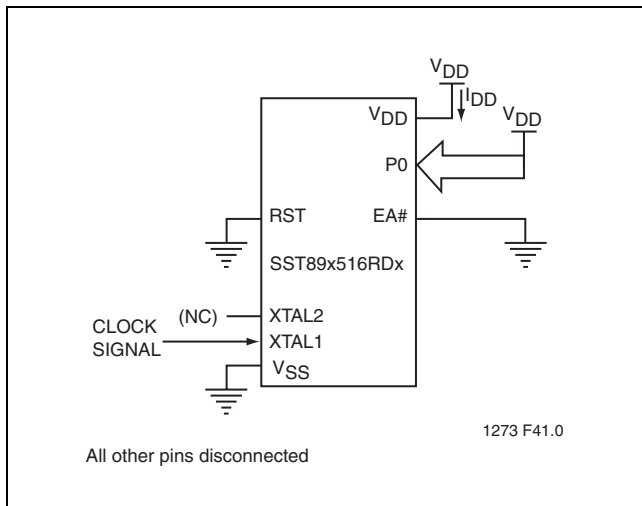 VDD
IDD
VDD
VDD
P0
RST
EA#
SST89x516RDx
(NC)
XTAL2
CLOCK
SIGNAL
XTAL1
VSS
1273 F41.0
All other pins disconnected